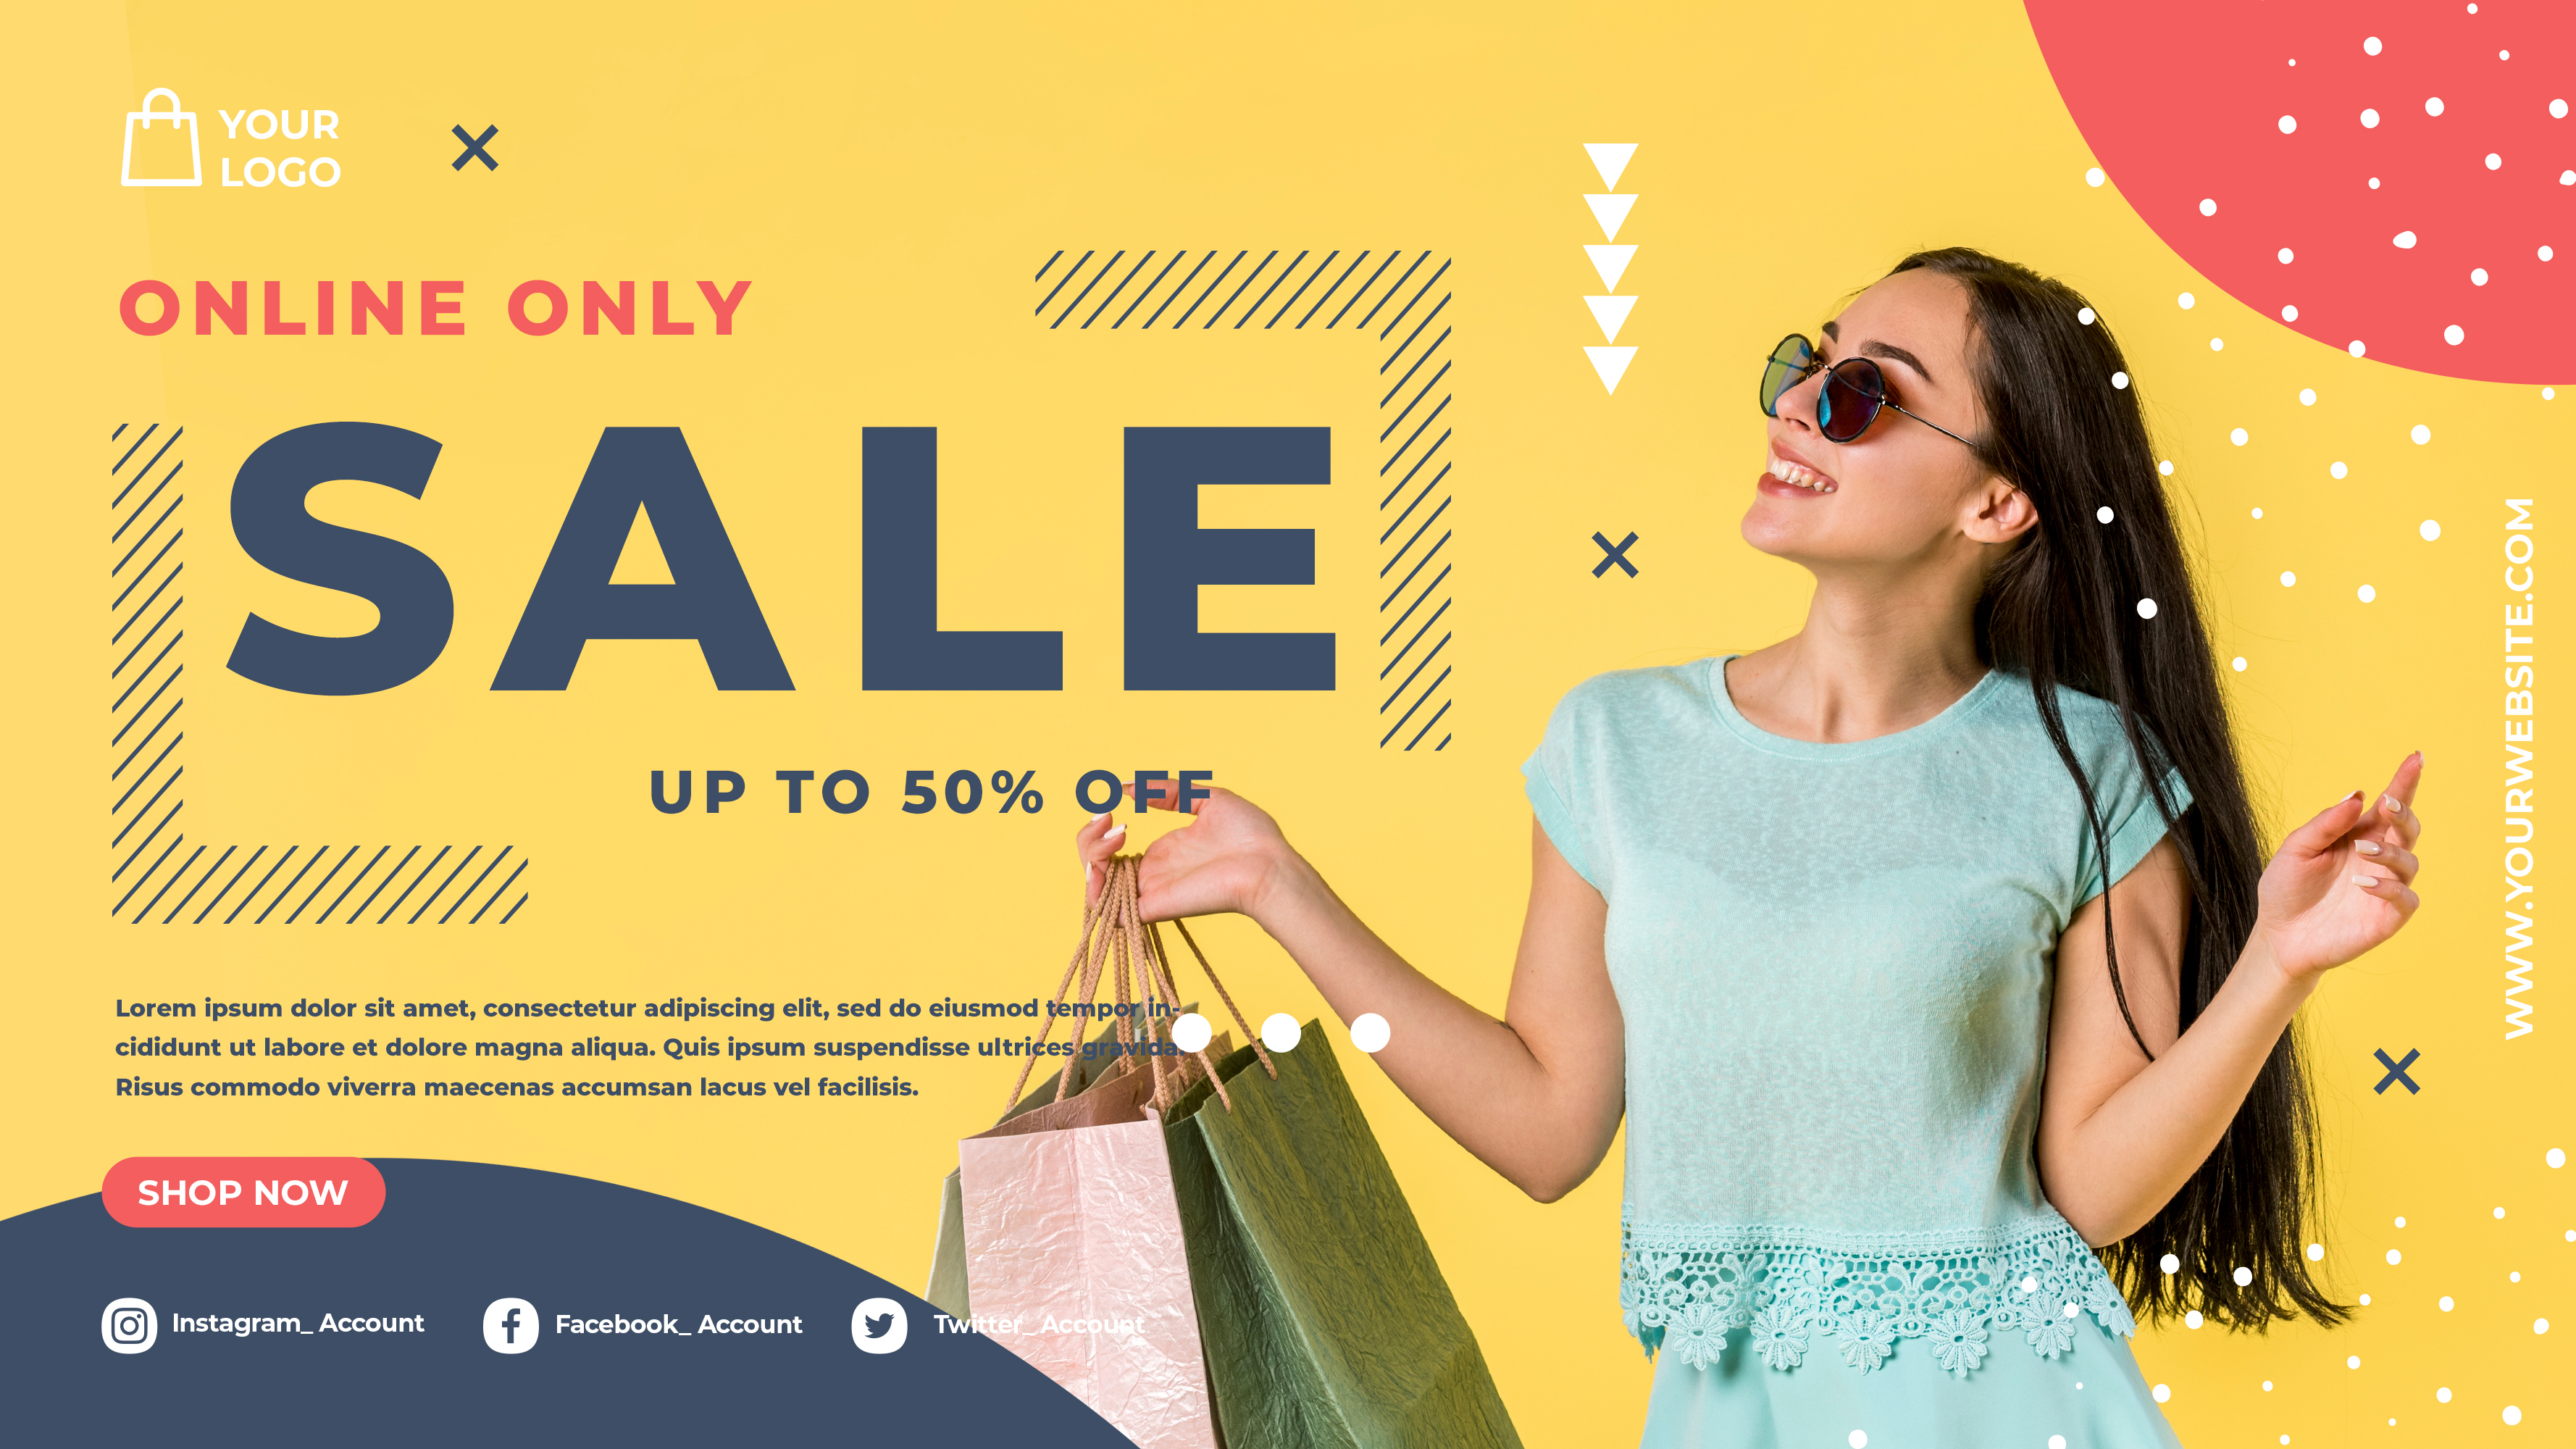 YOUR
LOGO
ONLINE ONLY
SALE
UP TO 50% OFF
Lorem ipsum dolor sit amet, consectetur adipiscing elit, sed do eiusmod tempor in-
cididunt ut labore et dolore magna aliqua. Quis ipsum suspendisse ultrices gravida.
Risus commodo viverra maecenas accumsan lacus vel facilisis.
SHOP NOW
Instagram_ Account
Facebook_ Account
Twitter_ Account
WWW.YOURWEBSITE.COM